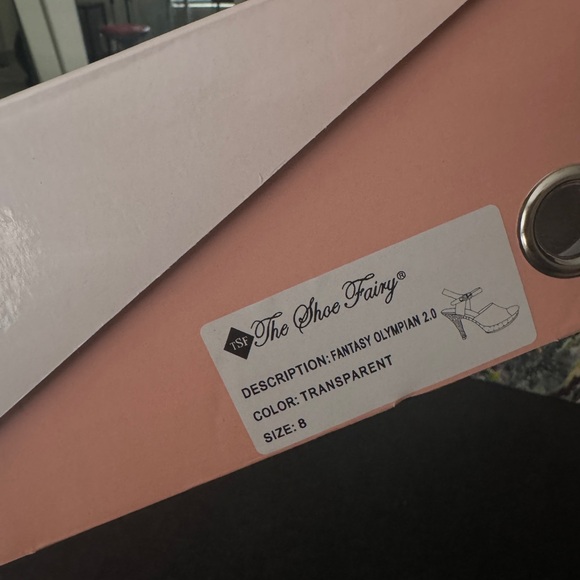 TSF The Shoe Fairy®
DESCRIPTION: FANTASY OLYMPIAN 2.0
COLOR: TRANSPARENT
SIZE: 8